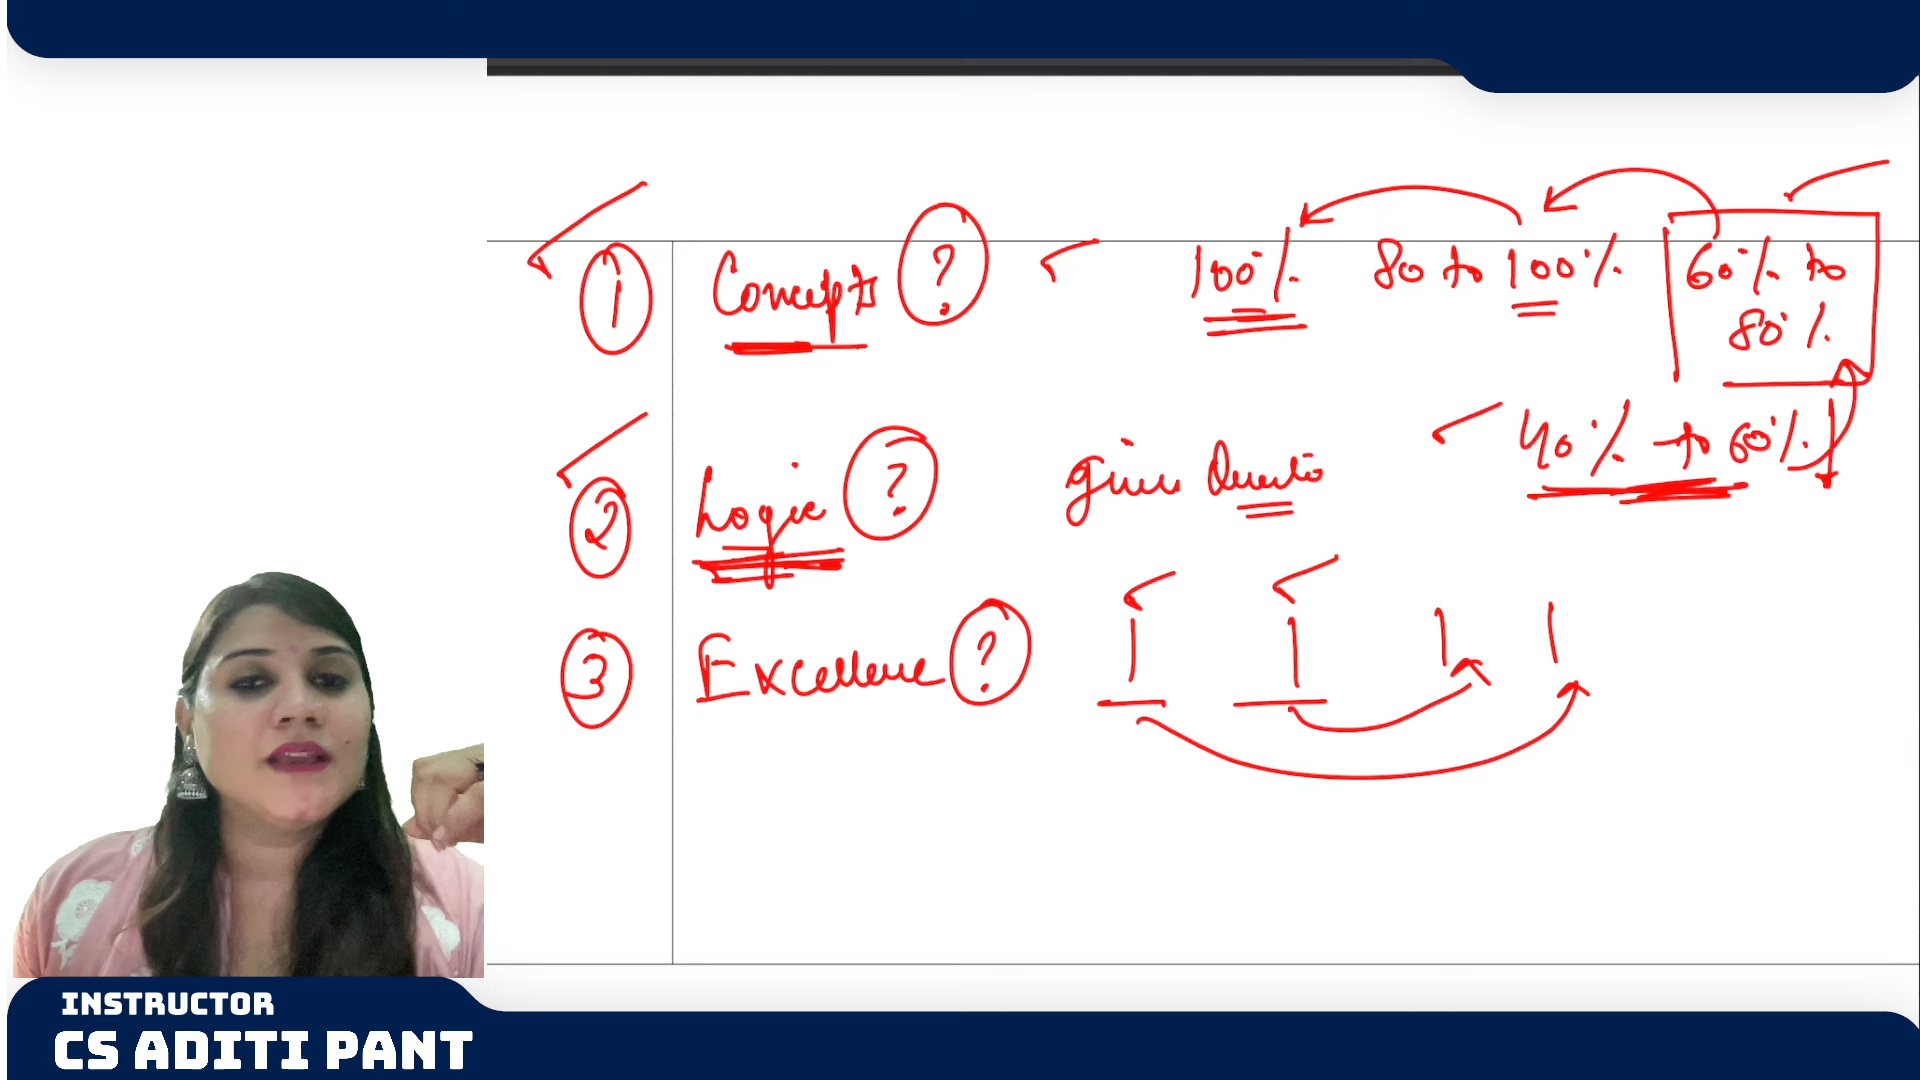 1 Concepts ? 100% 80 to 100% 60% to
80%
40% to 60%
2 Logic ? given
3 Excellence ?
INSTRUCTOR
CS ADITI PANT